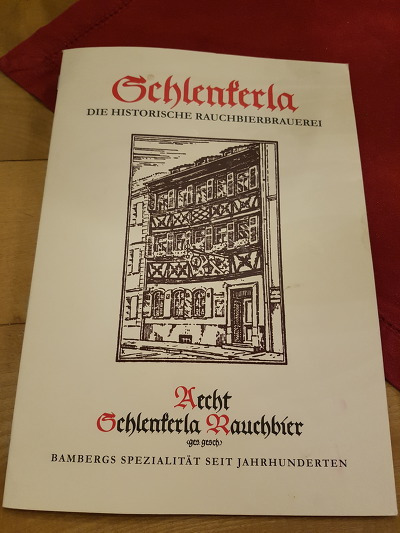 Schlenkerla
DIE HISTORISCHE RAUCHBIERBRAUEREI
Aecht
Schlenkerla Rauchbier
(ges gesch)
BAMBERGS SPEZIALITÄT SEIT JAHRHUNDERTEN